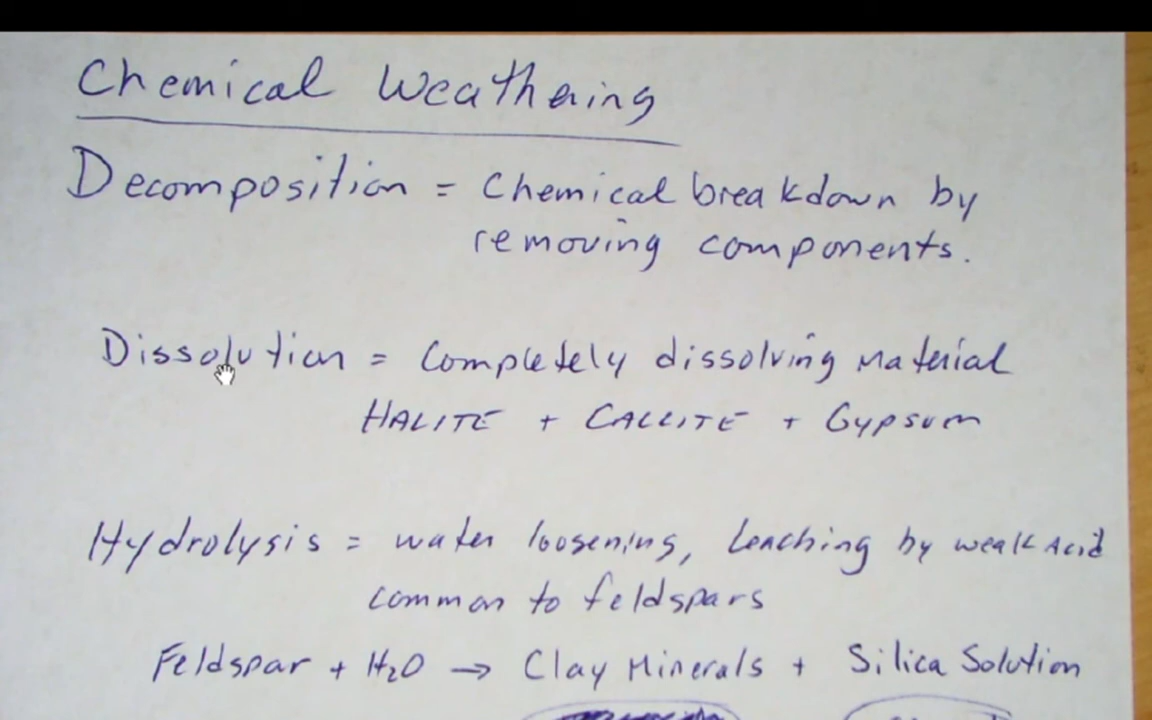 Chemical Weathering
Decomposition = Chemical breakdown by
removing components.
Dissolution = Completely dissolving material
HALITE + CALCITE + Gypsum
Hydrolysis = water loosening, leaching by weak Acid
common to feldspars
Feldspar + H₂O → Clay Minerals + Silica Solution